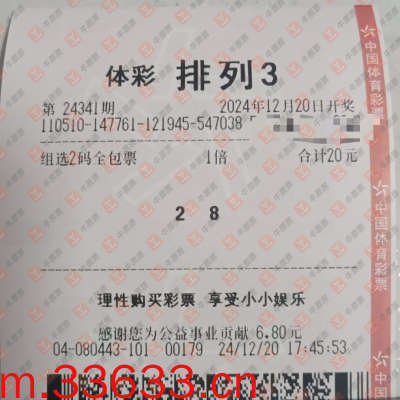 体彩 排列3
第 24341期 2024年12月20日开奖
110510-147761-121945-547038
组选2码全包票 1倍 合计20元
2 8
理性购买彩票 享受小小娱乐
感谢您为公益事业贡献 6.80元
04-080443-101 00179 24/12/20 17:45:53
m.33633.cn
中国体育彩票
中国体育彩票